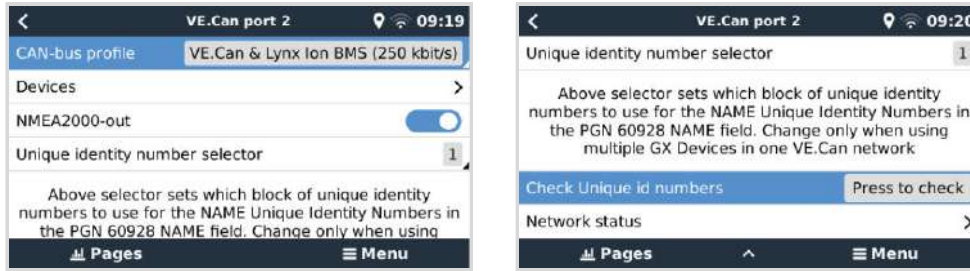 VE.Can port 2 09:19
CAN-bus profile VE.Can & Lynx Ion BMS (250 kbit/s)
Devices
NMEA2000-out
Unique identity number selector 1
Above selector sets which block of unique identity
numbers to use for the NAME Unique Identity Numbers in
the PGN 60928 NAME field. Change only when using
Pages Menu
VE.Can port 2 09:20
Unique identity number selector 1
Above selector sets which block of unique identity
numbers to use for the NAME Unique Identity Numbers in
the PGN 60928 NAME field. Change only when using
multiple GX Devices in one VE.Can network
Check Unique id numbers Press to check
Network status
Pages Menu